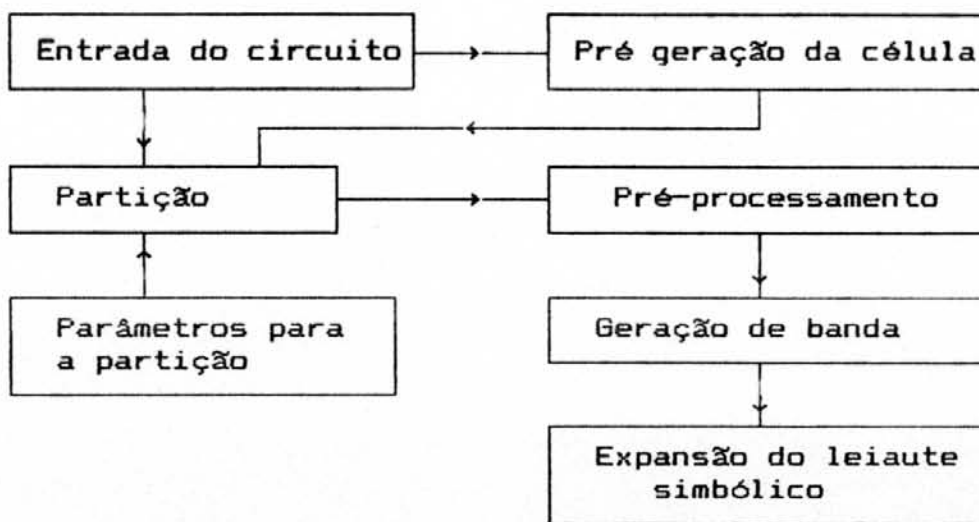 Entrada do circuito
Pré geração da célula
Partição
Pré-processamento
Parâmetros para
a partição
Geração de banda
Expansão do leiaute
simbólico